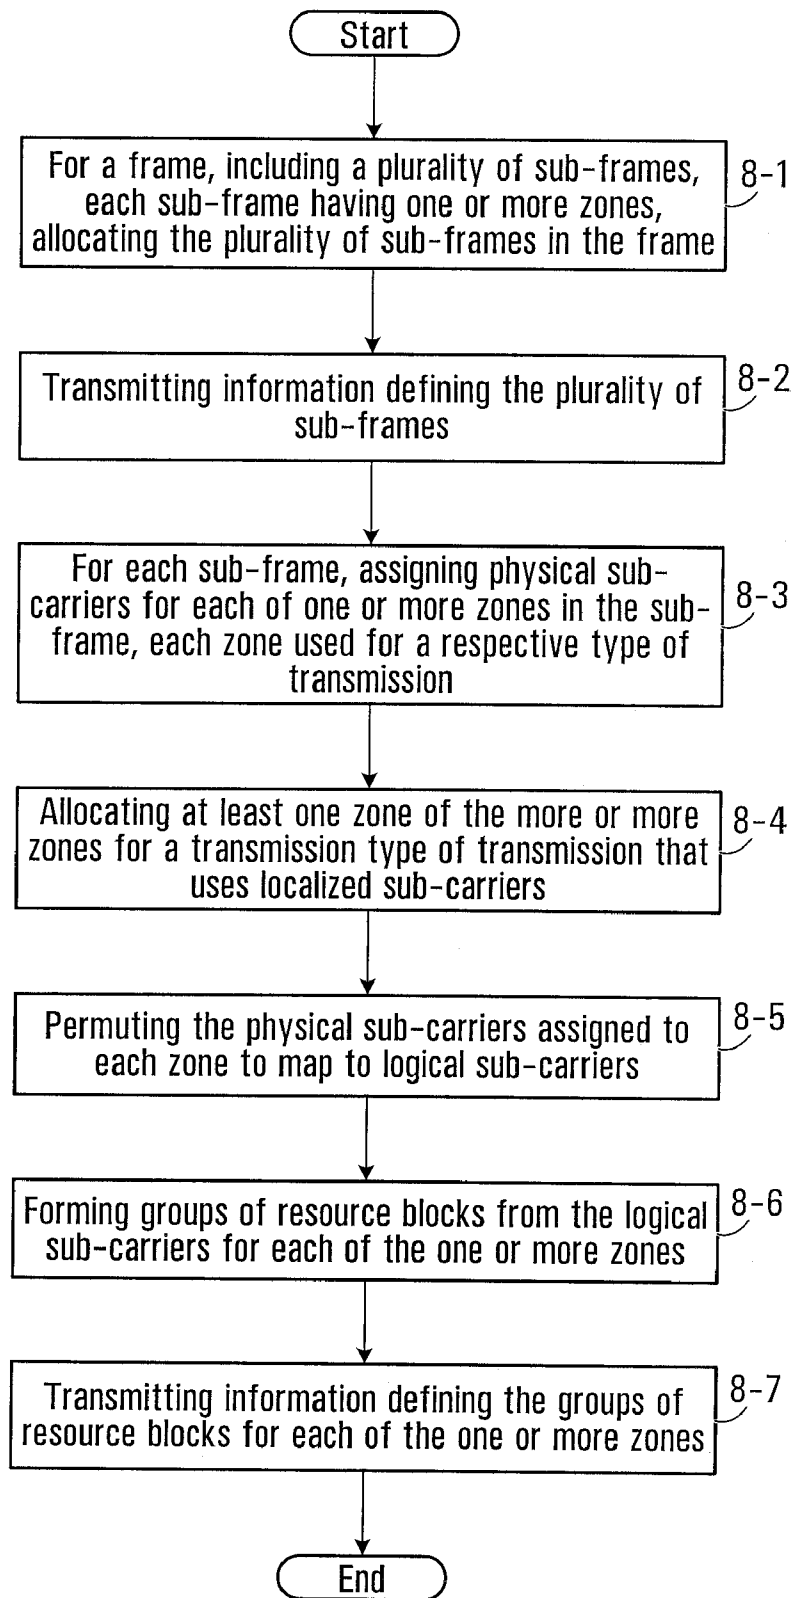 Start
For a frame, including a plurality of sub-frames,
each sub-frame having one or more zones,
allocating the plurality of sub-frames in the frame
8-1
Transmitting information defining the plurality of
sub-frames
8-2
For each sub-frame, assigning physical sub-
carriers for each of one or more zones in the sub-
frame, each zone used for a respective type of
transmission
8-3
Allocating at least one zone of the more or more
zones for a transmission type of transmission that
uses localized sub-carriers
8-4
Permuting the physical sub-carriers assigned to
each zone to map to logical sub-carriers
8-5
Forming groups of resource blocks from the logical
sub-carriers for each of the one or more zones
8-6
Transmitting information defining the groups of
resource blocks for each of the one or more zones
8-7
End